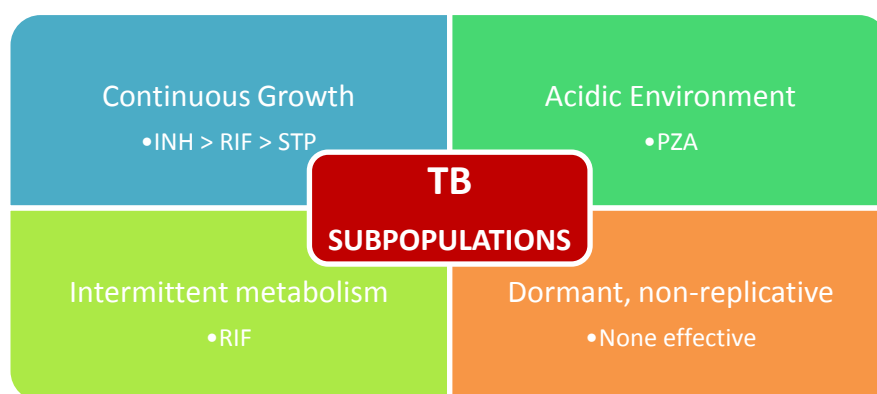 Continuous Growth
•INH > RIF > STP
Acidic Environment
•PZA
TB
SUBPOPULATIONS
Intermittent metabolism
•RIF
Dormant, non-replicative
•None effective